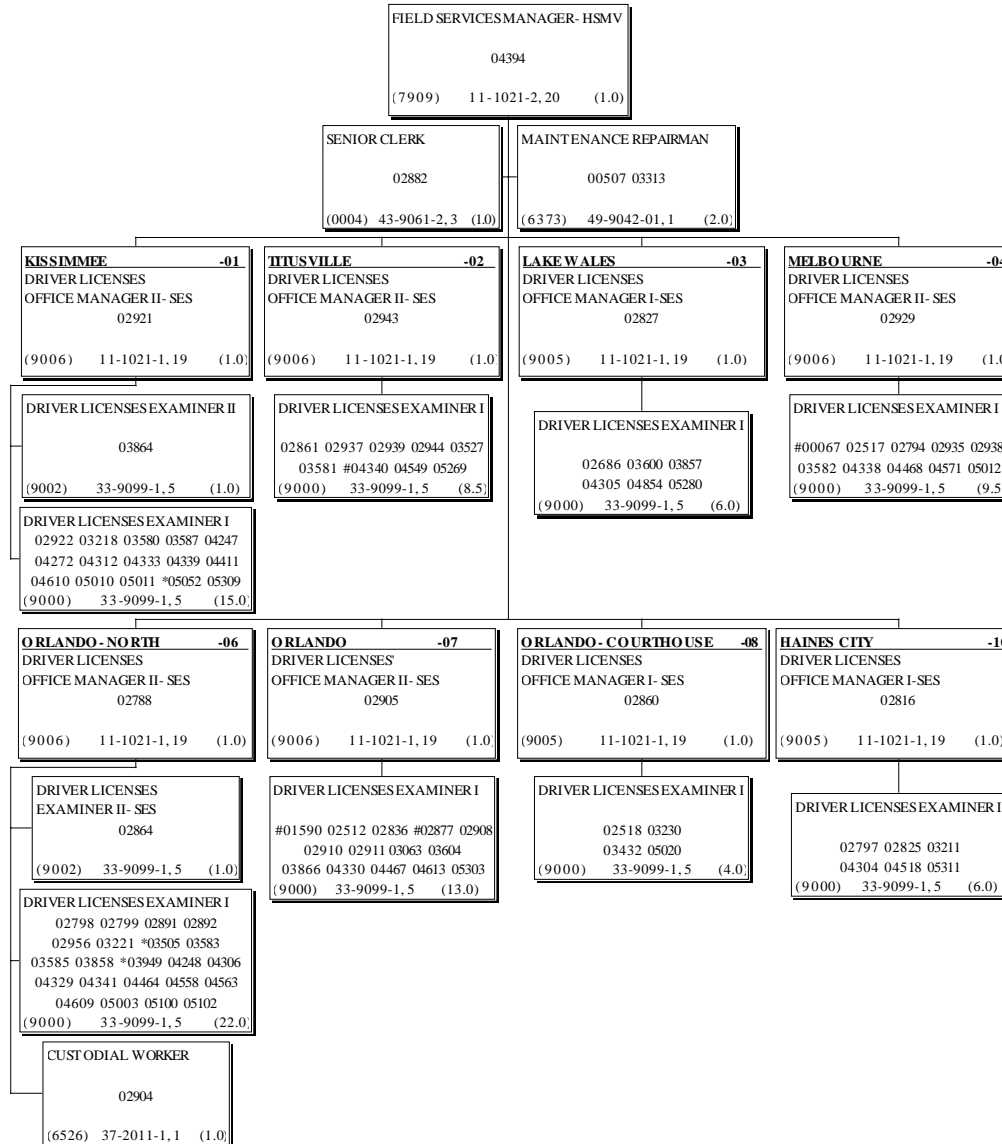 FIELD SERVICES MANAGER- HSMV
04394
(7909) 11-1021-2, 20 (1.0)
SENIOR CLERK
02882
(0004) 43-9061-2, 3 (1.0)
MAINTENANCE REPAIRMAN
00507 03313
(6373) 49-9042-01, 1 (2.0)
KISSIMMEE -01
DRIVER LICENSES
OFFICE MANAGER II- SES
02921
(9006) 11-1021-1, 19 (1.0)
TITUSVILLE -02
DRIVER LICENSES
OFFICE MANAGER II- SES
02943
(9006) 11-1021-1, 19 (1.0)
LAKE WALES -03
DRIVER LICENSES
OFFICE MANAGER I-SES
02827
(9005) 11-1021-1, 19 (1.0)
MELBOURNE -04
DRIVER LICENSES
OFFICE MANAGER II- SES
02929
(9006) 11-1021-1, 19 (1.0
DRIVER LICENSES EXAMINER II
03864
(9002) 33-9099-1, 5 (1.0)
DRIVER LICENSES EXAMINER I
02922 03218 03580 03587 04247
04272 04312 04333 04339 04411
04610 05010 05011 *05052 05309
(9000) 33-9099-1, 5 (15.0)
DRIVER LICENSES EXAMINER I
02861 02937 02939 02944 03527
03581 #04340 04549 05269
(9000) 33-9099-1, 5 (8.5)
DRIVER LICENSES EXAMINER I
02686 03600 03857
04305 04854 05280
(9000) 33-9099-1, 5 (6.0)
DRIVER LICENSES EXAMINER I
#00067 02517 02794 02935 02938
03582 04338 04468 04571 05012
(9000) 33-9099-1, 5 (9.5
ORLANDO - NORTH -06
DRIVER LICENSES
OFFICE MANAGER II- SES
02788
(9006) 11-1021-1, 19 (1.0)
ORLANDO -07
DRIVER LICENSES'
OFFICE MANAGER II- SES
02905
(9006) 11-1021-1, 19 (1.0)
ORLANDO - COURTHOUSE -08
DRIVER LICENSES
OFFICE MANAGER I- SES
02860
(9005) 11-1021-1, 19 (1.0)
HAINES CITY -10
DRIVER LICENSES
OFFICE MANAGER I-SES
02816
(9005) 11-1021-1, 19 (1.0)
DRIVER LICENSES
EXAMINER II- SES
02864
(9002) 33-9099-1, 5 (1.0)
DRIVER LICENSES EXAMINER I
02798 02799 02891 02892
02956 03221 *03505 03583
03585 03858 *03949 04248 04306
04329 04341 04464 04558 04563
04609 05003 05100 05102
(9000) 33-9099-1, 5 (22.0)
CUSTODIAL WORKER
02904
(6526) 37-2011-1, 1 (1.0)
DRIVER LICENSES EXAMINER I
#01590 02512 02836 #02877 02908
02910 02911 03063 03604
03866 04330 04467 04613 05303
(9000) 33-9099-1, 5 (13.0)
DRIVER LICENSES EXAMINER I
02518 03230
03432 05020
(9000) 33-9099-1, 5 (4.0)
DRIVER LICENSES EXAMINER I
02797 02825 03211
04304 04518 05311
(9000) 33-9099-1, 5 (6.0)